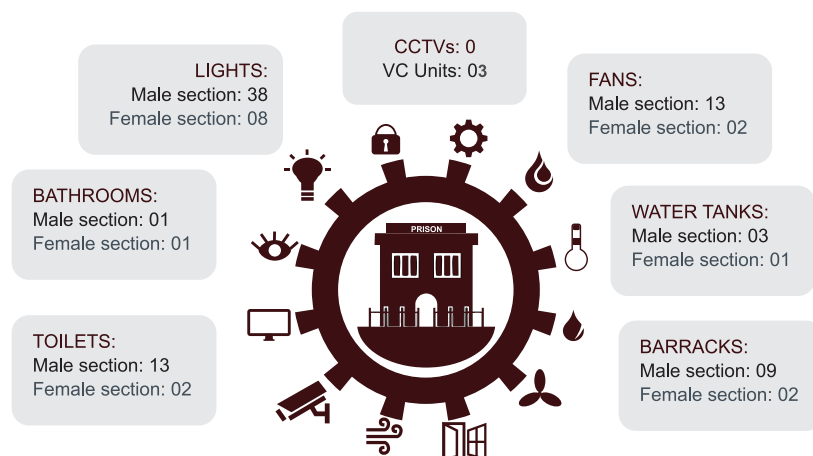 CCTVs: 0
VC Units: 03
LIGHTS:
Male section: 38
Female section: 08
FANS:
Male section: 13
Female section: 02
BATHROOMS:
Male section: 01
Female section: 01
WATER TANKS:
Male section: 03
Female section: 01
PRISON
TOILETS:
Male section: 13
Female section: 02
BARRACKS:
Male section: 09
Female section: 02